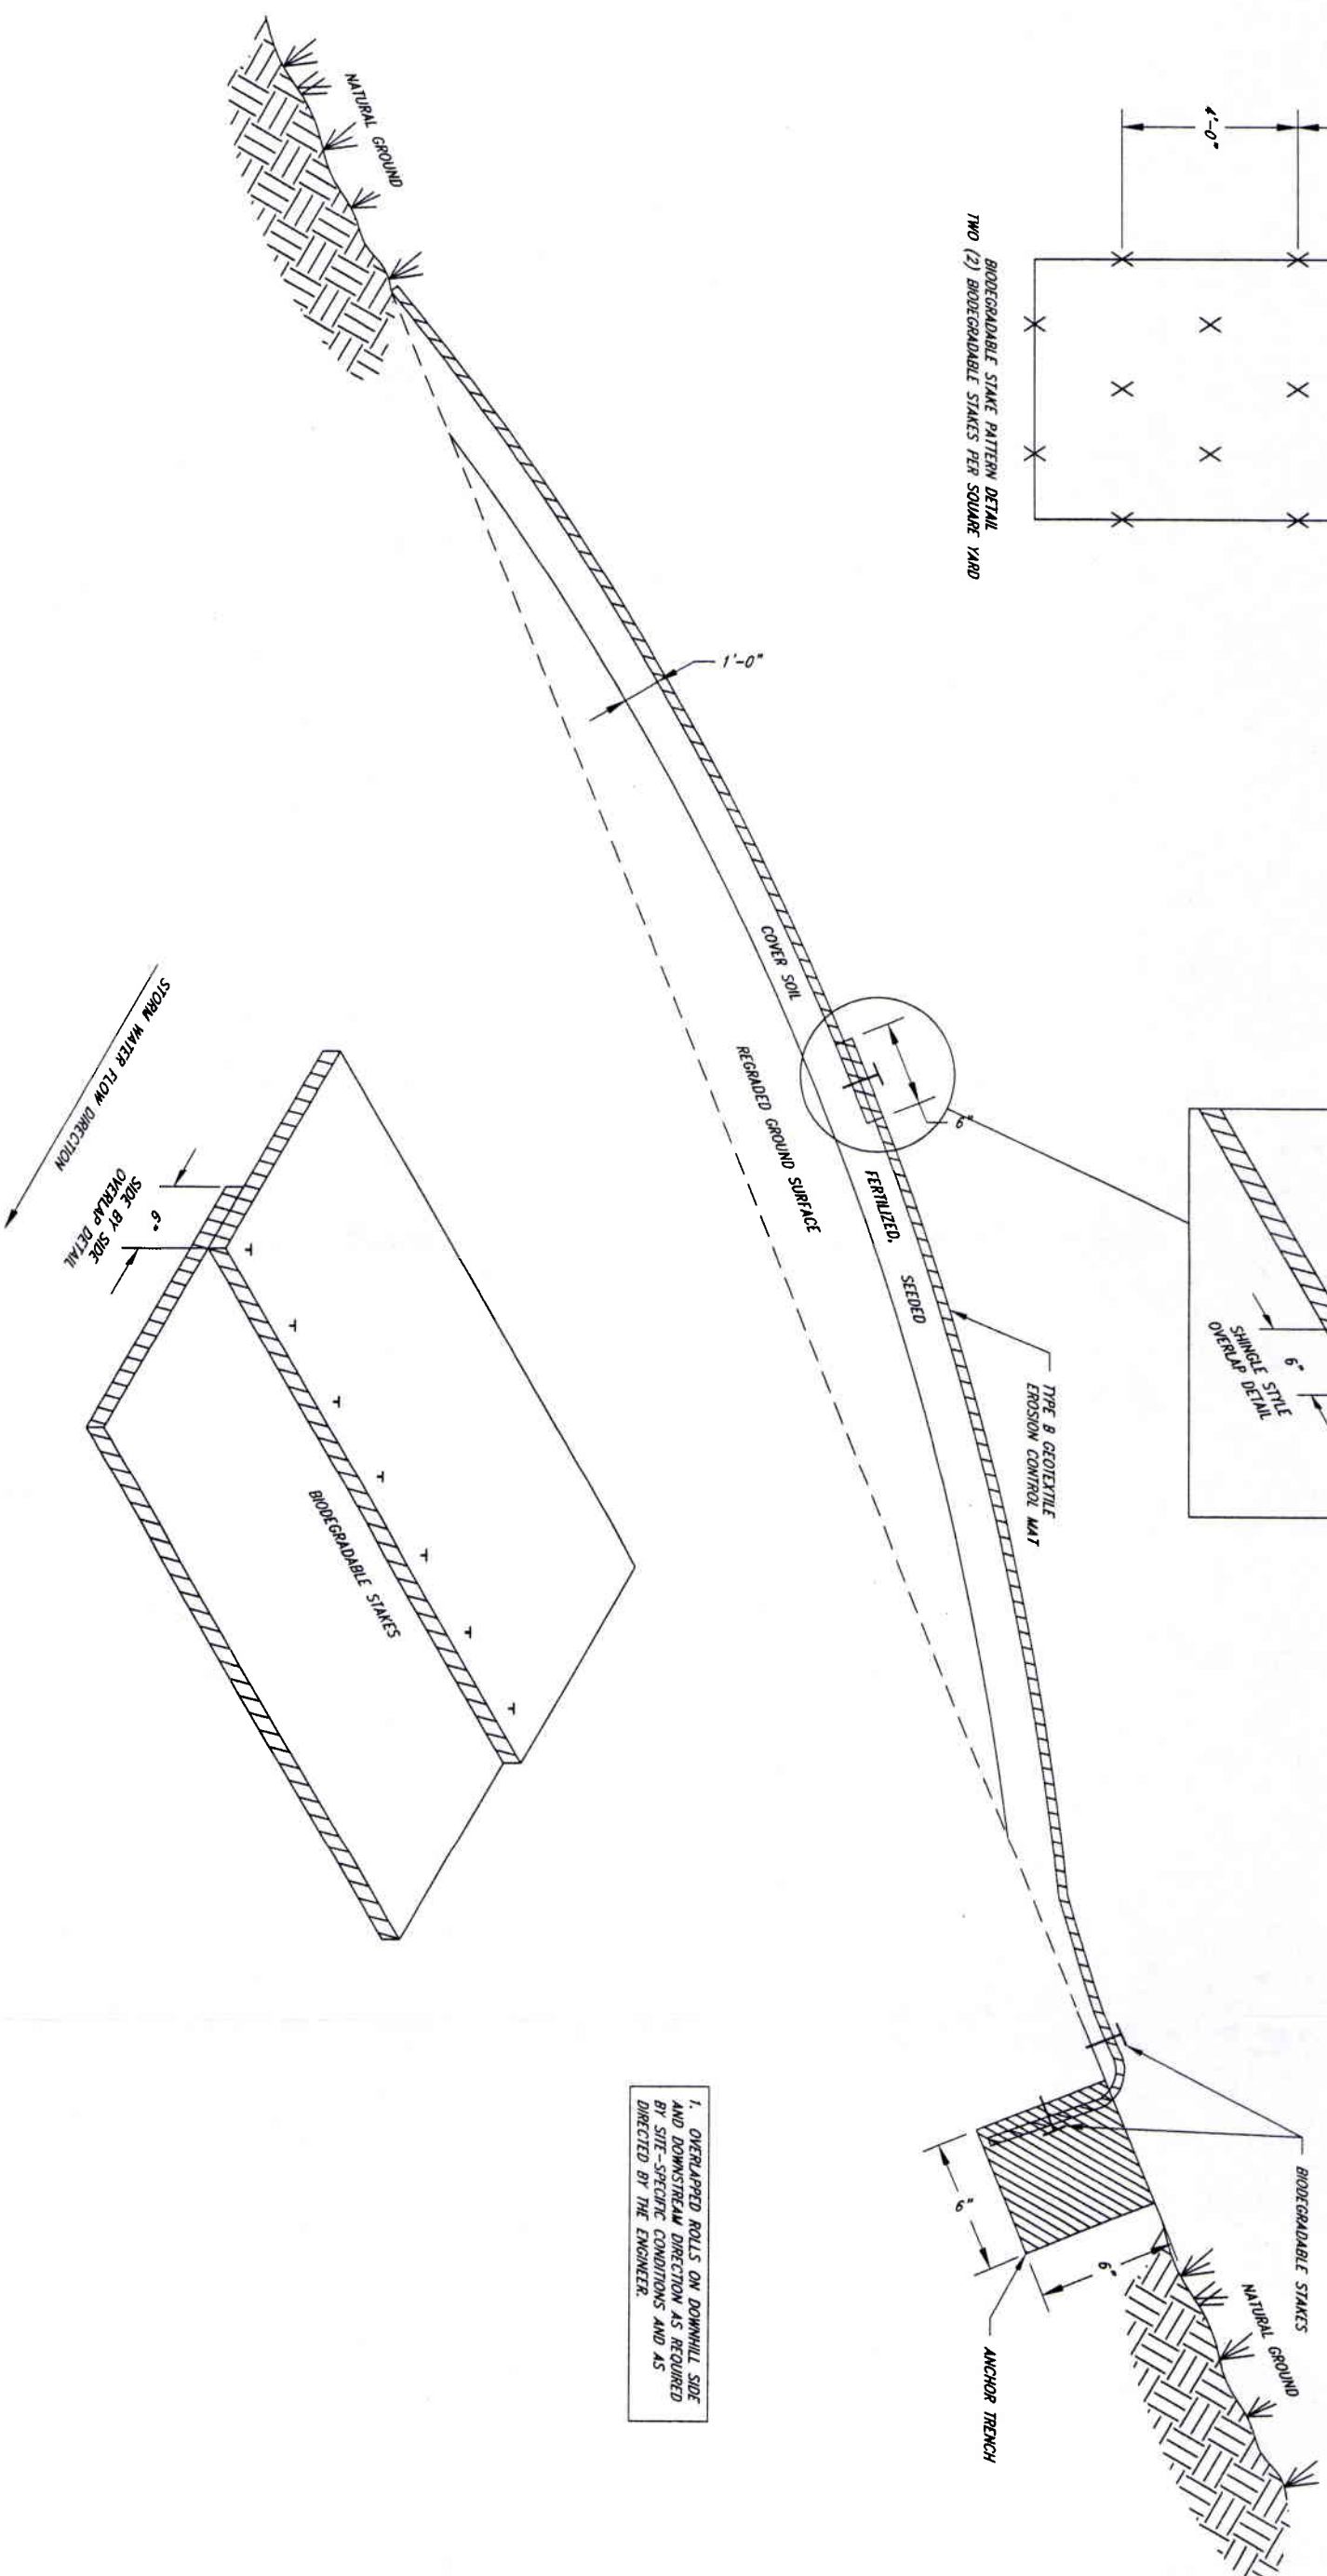 4'-0"
BIODEGRADABLE STAKE PATTERN DETAIL
TWO (2) BIODEGRADABLE STAKES PER SQUARE YARD
6"
SHINGLE STYLE
OVERLAP DETAIL
BIODEGRADABLE STAKES
NATURAL GROUND
TYPE B GEOTEXTILE
EROSION CONTROL MAT
6"
6"
ANCHOR TRENCH
6"
FERTILIZED,
SEEDED
COVER SOIL
REGRADED GROUND SURFACE
1'-0"
NATURAL GROUND
1. OVERLAPPED ROLLS ON DOWNHILL SIDE
AND DOWNSTREAM DIRECTION AS REQUIRED
BY SITE-SPECIFIC CONDITIONS AND AS
DIRECTED BY THE ENGINEER.
BIODEGRADABLE STAKES
6"
SIDE BY SIDE
OVERLAP DETAIL
STORM WATER FLOW DIRECTION